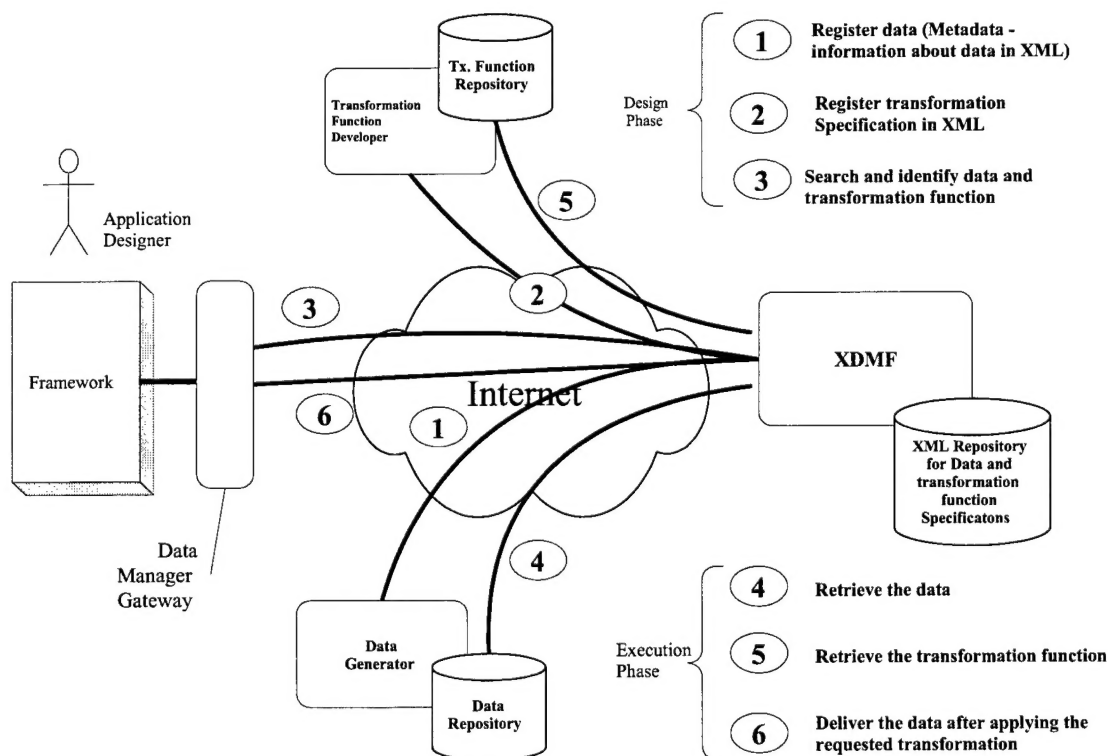 Tx. Function
Repository
Transformation
Function
Developer
Design
Phase
1
Register data (Metadata -
information about data in XML)
2
Register transformation
Specification in XML
3
Search and identify data and
transformation function
Application
Designer
5
2
3
Framework
XDMF
Internet
6
1
XML Repository
for Data and
transformation
function
Specificatons
Data
Manager
Gateway
4
Data
Generator
Data
Repository
Execution
Phase
4
Retrieve the data
5
Retrieve the transformation function
6
Deliver the data after applying the
requested transformation